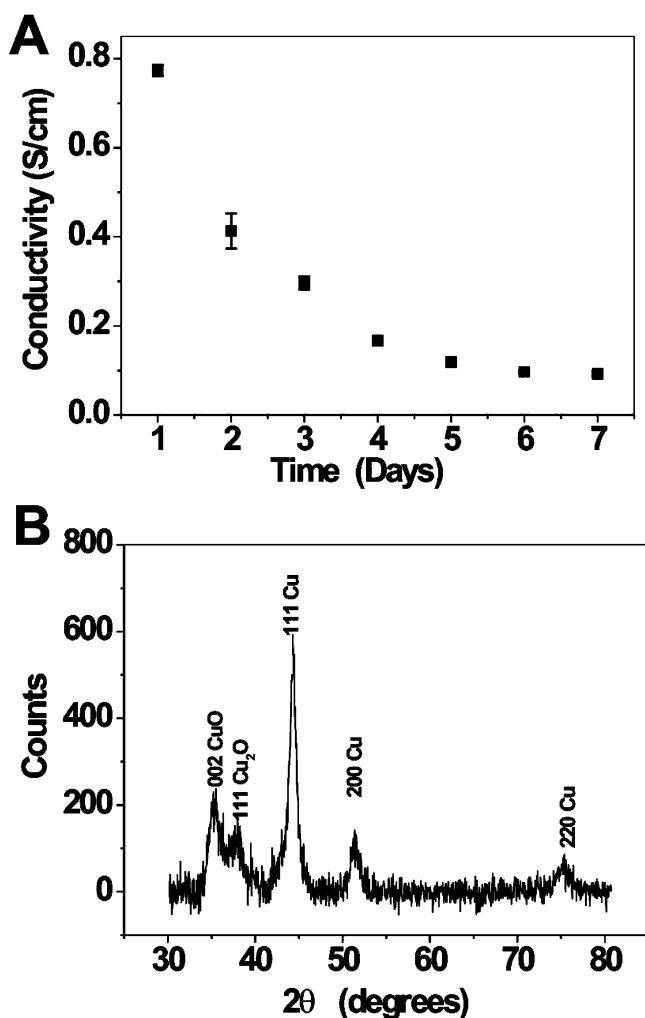 A
Conductivity (S/cm)
0.8
0.6
0.4
0.2
0.0
1 2 3 4 5 6 7
Time (Days)
B
Counts
800
600
400
200
0
002 CuO
111 Cu₂O
111 Cu
200 Cu
220 Cu
30 40 50 60 70 80
2θ (degrees)